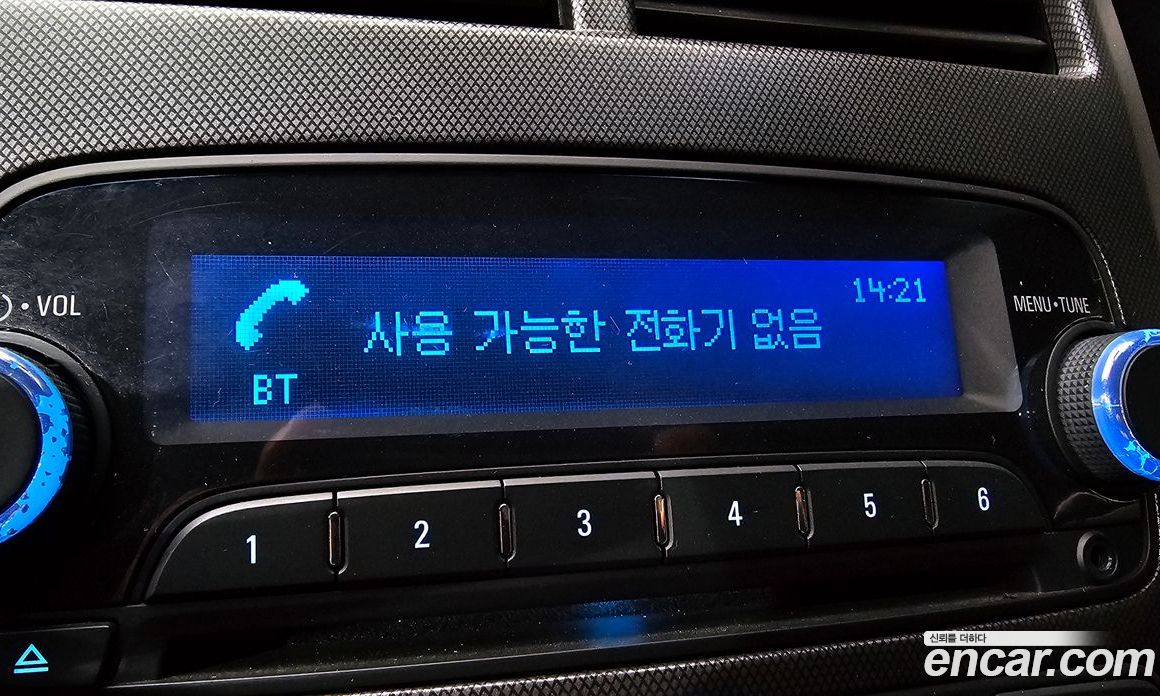 14:21
• VOL
MENU•TUNE
사용 가능한 전화기 없음
BT
1 2 3 4 5 6
신뢰를 더하다
encar.com